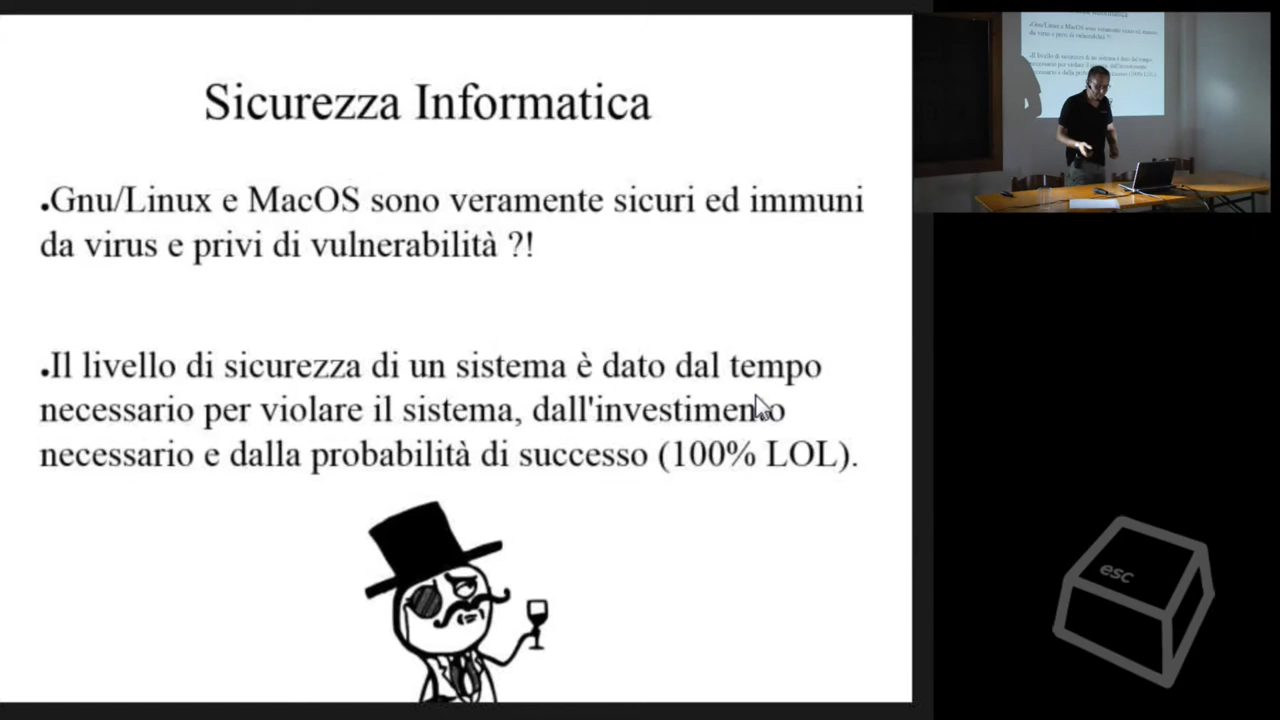 Sicurezza Informatica
•Gnu/Linux e MacOS sono veramente sicuri ed immuni
da virus e privi di vulnerabilità ?!
•Il livello di sicurezza di un sistema è dato dal tempo
necessario per violare il sistema, dall'investimento
necessario e dalla probabilità di successo (100% LOL).
esc